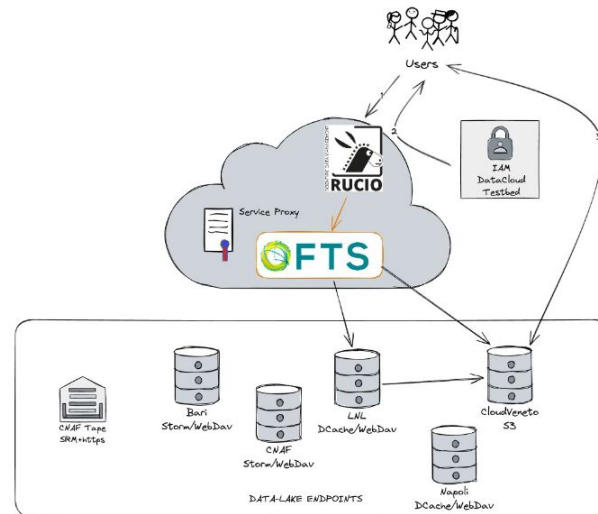 Users
1
2
3
RUCIO
IAM
DataCloud
Testbed
Service Proxy
FTS
CNAF Tape
SRM+https
Bari
Storm/WebDav
CNAF
Storm/WebDav
LNL
DCache/WebDav
CloudVeneto
S3
Napoli
DCache/WebDav
DATA-LAKE ENDPOINTS